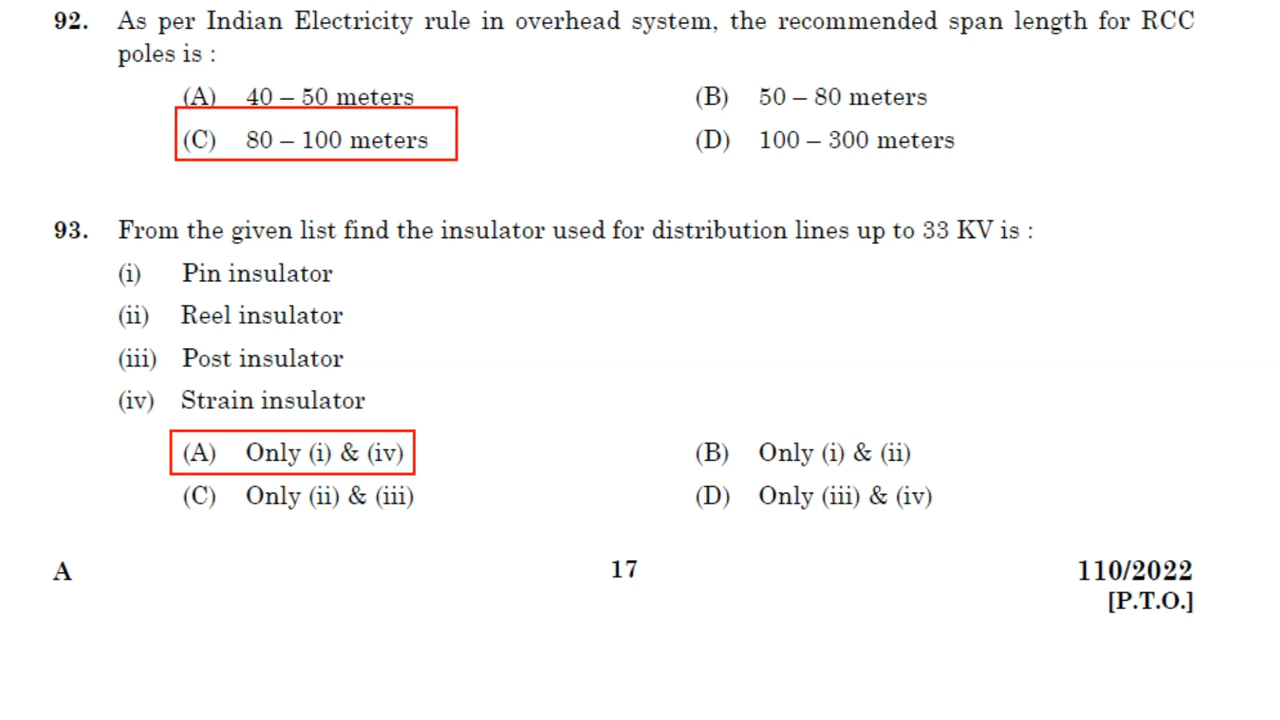 92. As per Indian Electricity rule in overhead system, the recommended span length for RCC
poles is :
(A) 40 – 50 meters (B) 50 – 80 meters
(C) 80 – 100 meters (D) 100 – 300 meters
93. From the given list find the insulator used for distribution lines up to 33 KV is :
(i) Pin insulator
(ii) Reel insulator
(iii) Post insulator
(iv) Strain insulator
(A) Only (i) & (iv) (B) Only (i) & (ii)
(C) Only (ii) & (iii) (D) Only (iii) & (iv)
A 17 110/2022
[P.T.O.]